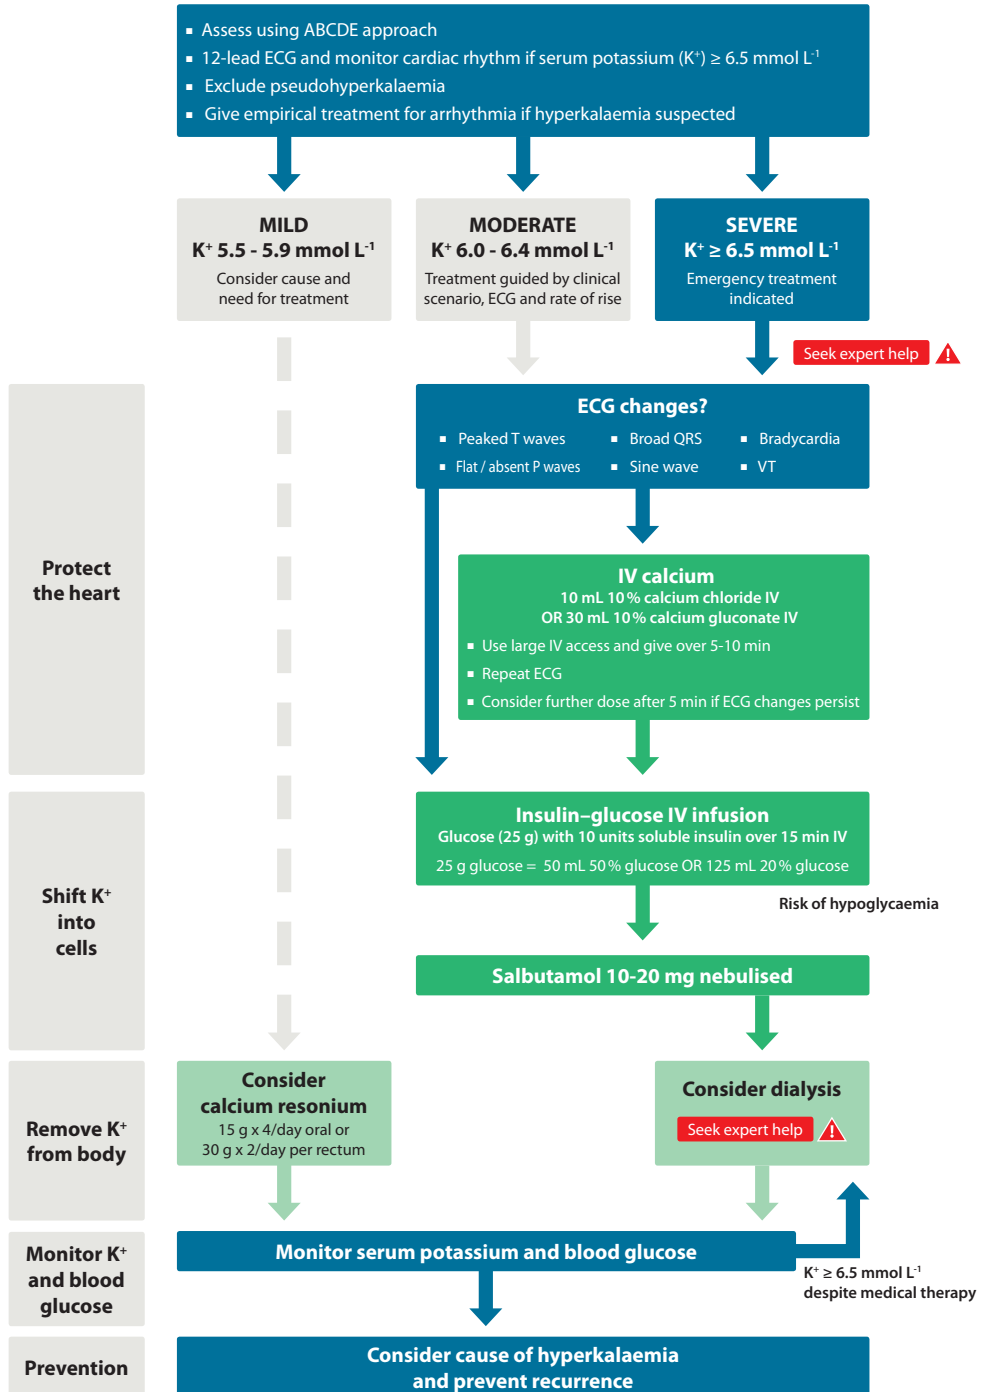 ▪ Assess using ABCDE approach
▪ 12-lead ECG and monitor cardiac rhythm if serum potassium (K⁺) ≥ 6.5 mmol L⁻¹
▪ Exclude pseudohyperkalaemia
▪ Give empirical treatment for arrhythmia if hyperkalaemia suspected
MILD
K⁺ 5.5 - 5.9 mmol L⁻¹
Consider cause and
need for treatment
MODERATE
K⁺ 6.0 - 6.4 mmol L⁻¹
Treatment guided by clinical
scenario, ECG and rate of rise
SEVERE
K⁺ ≥ 6.5 mmol L⁻¹
Emergency treatment
indicated
Seek expert help
Protect
the heart
ECG changes?
▪ Peaked T waves
▪ Broad QRS
▪ Bradycardia
▪ Flat / absent P waves
▪ Sine wave
▪ VT
IV calcium
10 mL 10% calcium chloride IV
OR 30 mL 10% calcium gluconate IV
▪ Use large IV access and give over 5-10 min
▪ Repeat ECG
▪ Consider further dose after 5 min if ECG changes persist
Shift K⁺
into
cells
Insulin–glucose IV infusion
Glucose (25 g) with 10 units soluble insulin over 15 min IV
25 g glucose = 50 mL 50% glucose OR 125 mL 20% glucose
Risk of hypoglycaemia
Salbutamol 10-20 mg nebulised
Remove K⁺
from body
Consider
calcium resonium
15 g x 4/day oral or
30 g x 2/day per rectum
Consider dialysis
Seek expert help
Monitor K⁺
and blood
glucose
Monitor serum potassium and blood glucose
K⁺ ≥ 6.5 mmol L⁻¹
despite medical therapy
Prevention
Consider cause of hyperkalaemia
and prevent recurrence